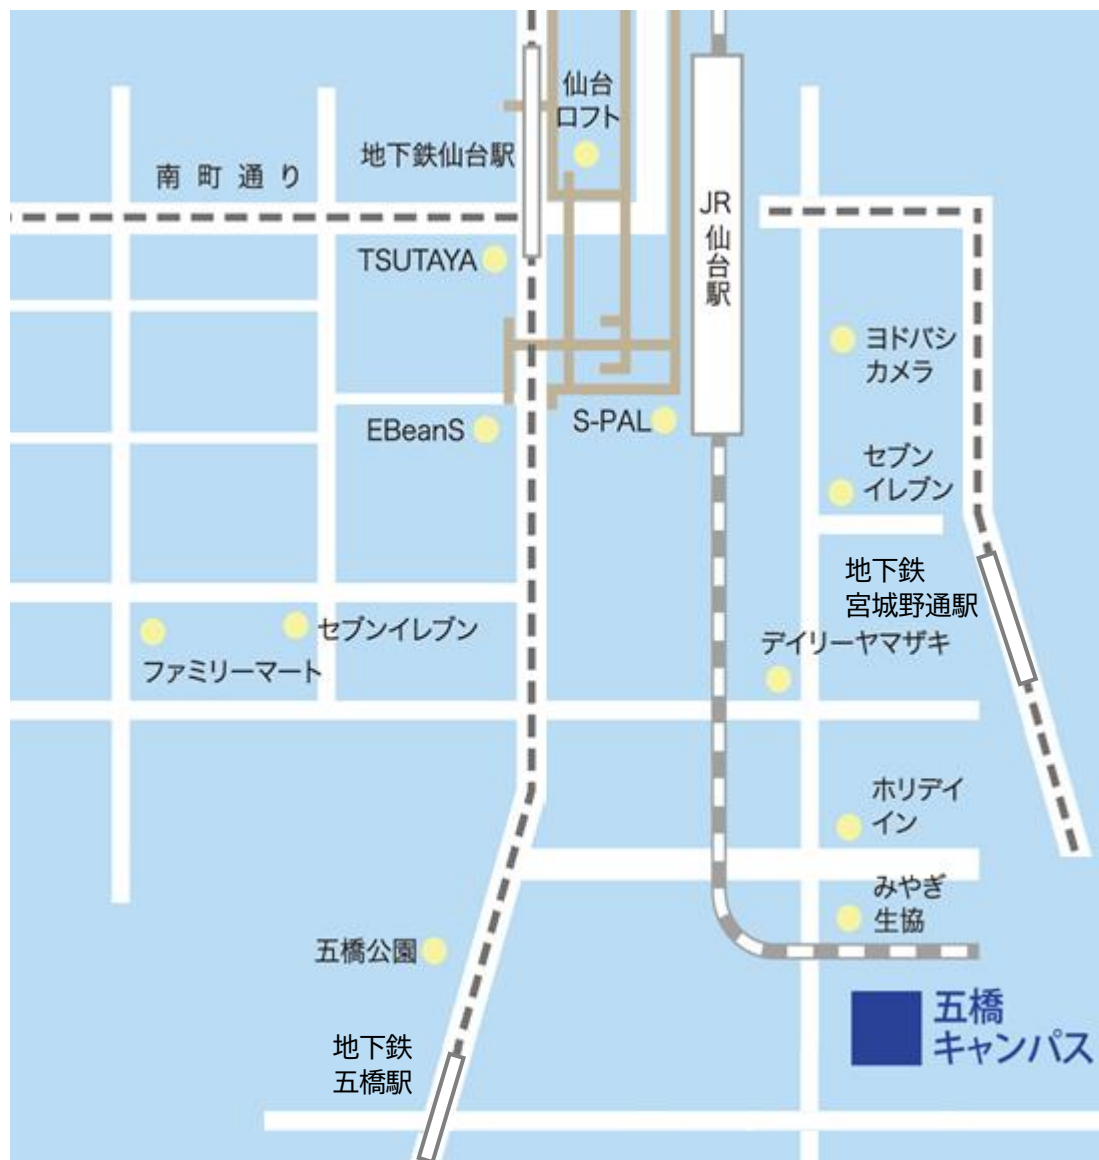 仙台
ロフト
地下鉄仙台駅
南町通り
JR
仙台駅
TSUTAYA
ヨドバシ
カメラ
EBeanS
S-PAL
セブン
イレブン
地下鉄
宮城野通駅
セブンイレブン
デイリーヤマザキ
ファミリーマート
ホリデイ
イン
みやぎ
生協
五橋公園
五橋
キャンパス
地下鉄
五橋駅